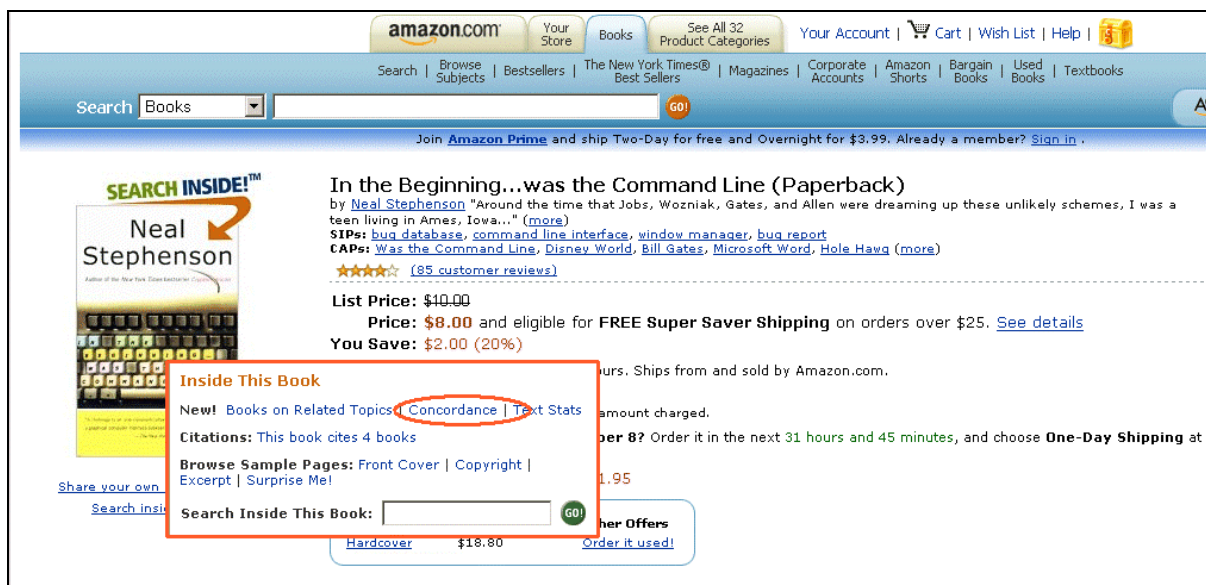 amazon.com
Your Store
Books
See All 32 Product Categories
Your Account | Cart | Wish List | Help |
Search | Browse Subjects | Bestsellers | The New York Times® Best Sellers | Magazines | Corporate Accounts | Amazon Shorts | Bargain Books | Used Books | Textbooks
Search Books GO!
Join Amazon Prime and ship Two-Day for free and Overnight for $3.99. Already a member? Sign in .
SEARCH INSIDE!™
Neal
Stephenson
In the Beginning...was the Command Line (Paperback)
by Neal Stephenson "Around the time that Jobs, Wozniak, Gates, and Allen were dreaming up these unlikely schemes, I was a
teen living in Ames, Iowa..." (more)
SIPs: bug database, command line interface, window manager, bug report
CAPs: Was the Command Line, Disney World, Bill Gates, Microsoft Word, Hole Hawg (more)
(85 customer reviews)
List Price: $10.00
Price: $8.00 and eligible for FREE Super Saver Shipping on orders over $25. See details
You Save: $2.00 (20%)
urs. Ships from and sold by Amazon.com.
amount charged.
ber 8? Order it in the next 31 hours and 45 minutes, and choose One-Day Shipping at
1.95
Inside This Book
New! Books on Related Topics | Concordance | Text Stats
Citations: This book cites 4 books
Browse Sample Pages: Front Cover | Copyright |
Excerpt | Surprise Me!
Search Inside This Book: GO!
Share your own
Search insi
her Offers
Hardcover $18.80 Order it used!